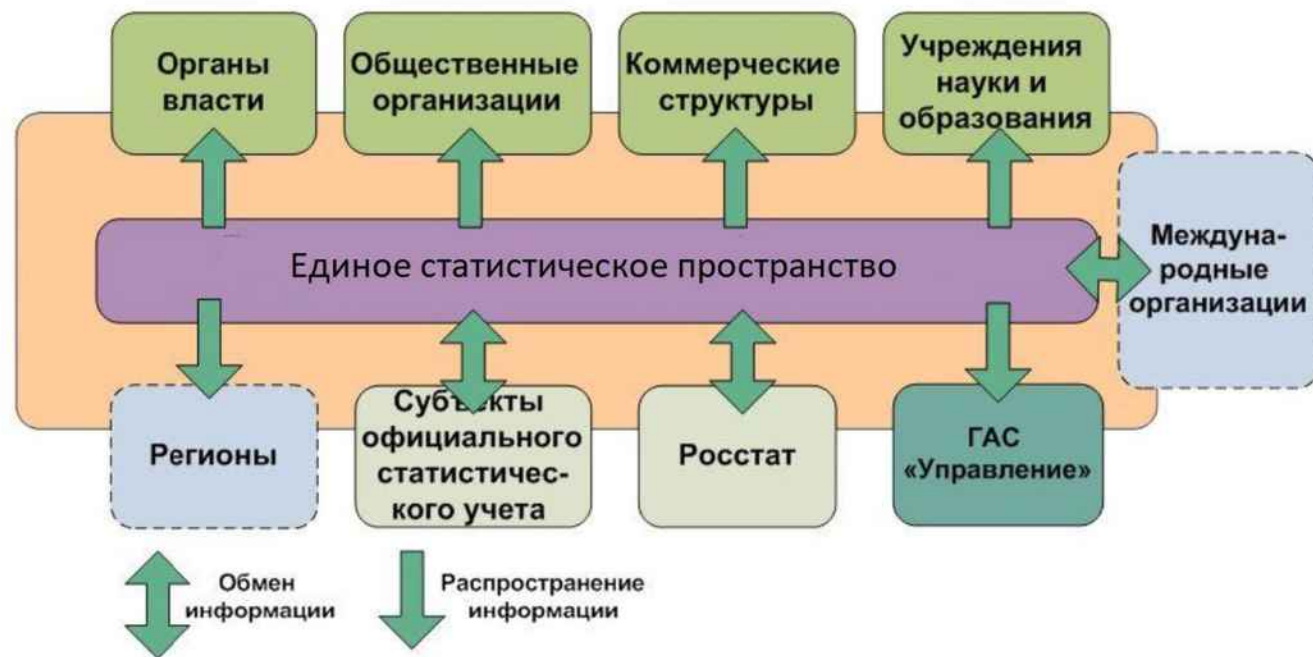 Органы
власти
Общественные
организации
Коммерческие
структуры
Учреждения
науки и
образования
Единое статистическое пространство
Междуна-
родные
организации
Регионы
Субъекты
официального
статистичес-
кого учета
Росстат
ГАС
«Управление»
Обмен
информации
Распространение
информации